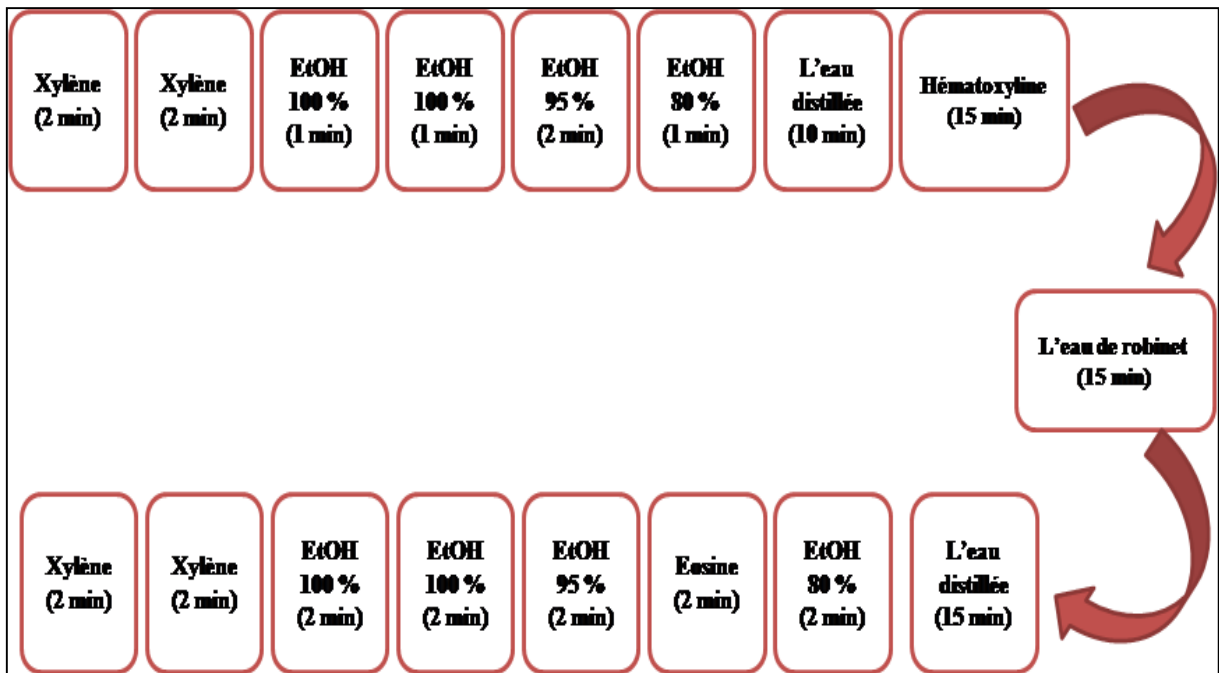 Xylène
(2 min)
Xylène
(2 min)
EtOH
100 %
(1 min)
EtOH
100 %
(1 min)
EtOH
95 %
(2 min)
EtOH
80 %
(1 min)
L'eau
distillée
(10 min)
Hématoxyline
(15 min)
L'eau de robinet
(15 min)
Xylène
(2 min)
Xylène
(2 min)
EtOH
100 %
(2 min)
EtOH
100 %
(2 min)
EtOH
95 %
(2 min)
Eosine
(2 min)
EtOH
80 %
(2 min)
L'eau
distillée
(15 min)